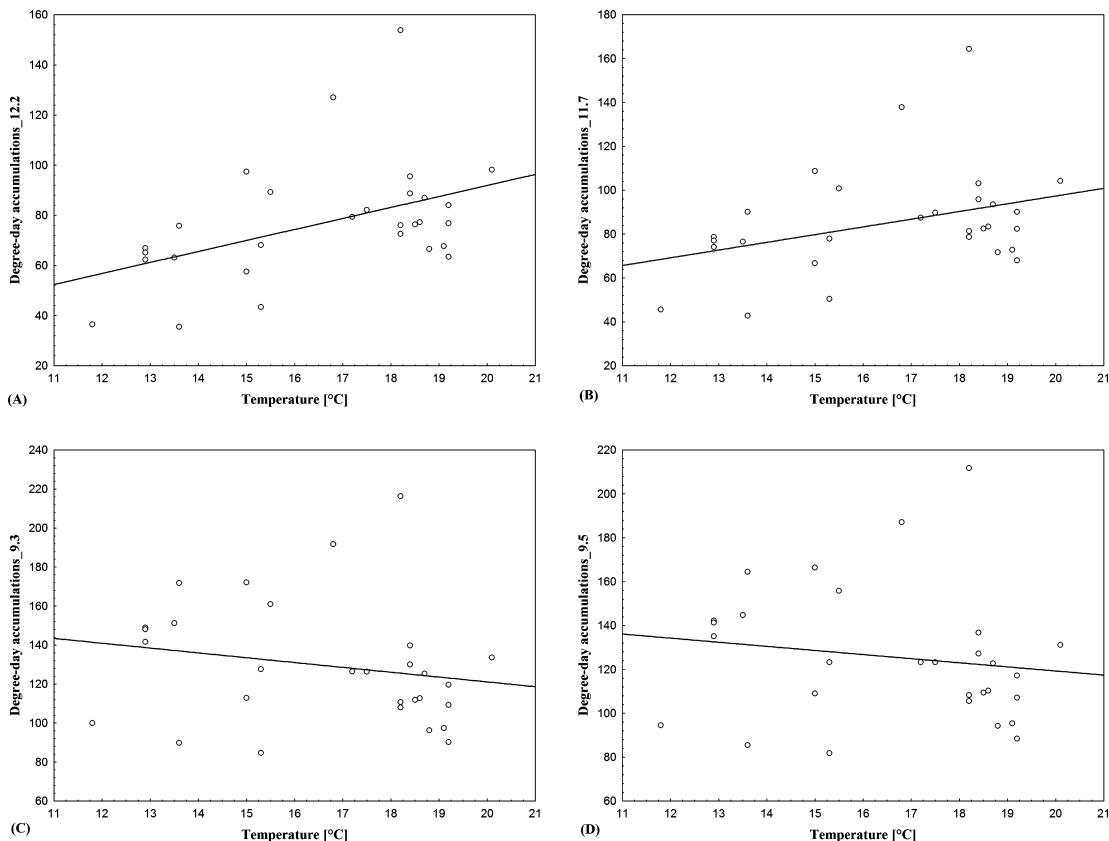 160
140
120
100
80
60
40
20
Degree-day accumulations_12.2
11 12 13 14 15 16 17 18 19 20 21
Temperature [°C]
(A)
180
160
140
120
100
80
60
40
20
Degree-day accumulations_11.7
11 12 13 14 15 16 17 18 19 20 21
Temperature [°C]
(B)
240
220
200
180
160
140
120
100
80
60
Degree-day accumulations_9.3
11 12 13 14 15 16 17 18 19 20 21
Temperature [°C]
(C)
220
200
180
160
140
120
100
80
60
Degree-day accumulations_9.5
11 12 13 14 15 16 17 18 19 20 21
Temperature [°C]
(D)